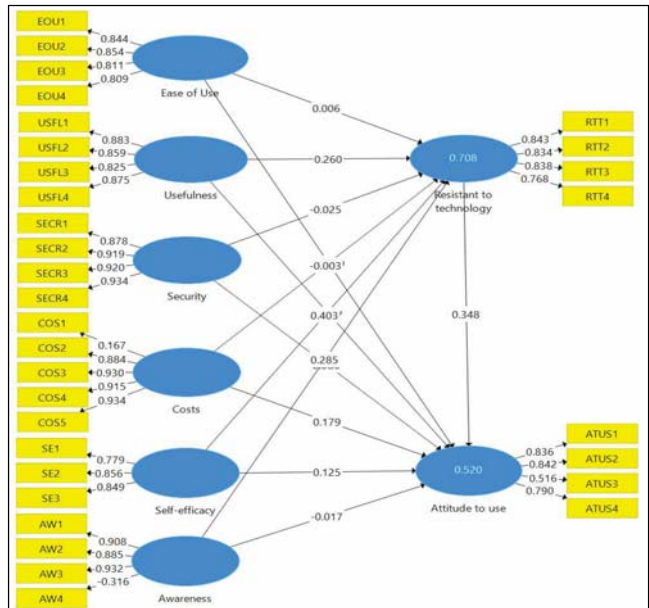 EOU1
EOU2
EOU3
EOU4
0.844
0.854
0.811
0.809
Ease of Use
USFL1
USFL2
USFL3
USFL4
0.883
0.859
0.825
0.875
Usefulness
SECR1
SECR2
SECR3
SECR4
0.878
0.919
0.920
0.934
Security
COS1
COS2
COS3
COS4
COS5
0.167
0.884
0.930
0.915
0.934
Costs
SE1
SE2
SE3
0.779
0.856
0.849
Self-efficacy
AW1
AW2
AW3
AW4
0.908
0.885
0.932
-0.316
Awareness
0.006
0.260
-0.025
-0.003
0.403
0.285
0.179
0.125
-0.017
0.348
0.708
Resistant to
technology
0.843
0.834
0.838
0.768
RTT1
RTT2
RTT3
RTT4
0.520
Attitude to use
0.836
0.842
0.516
0.790
ATUS1
ATUS2
ATUS3
ATUS4